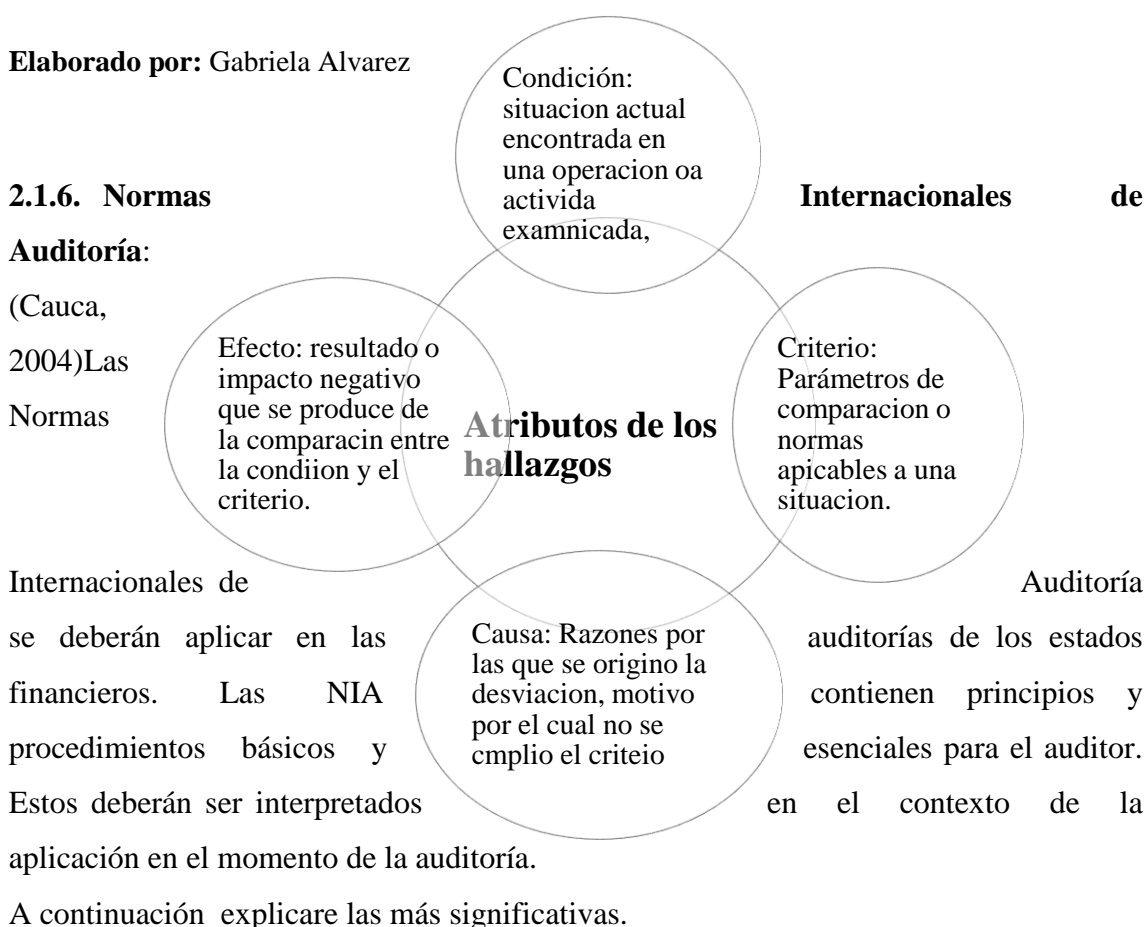 Elaborado por: Gabriela Alvarez
Condición:
situacion actual
encontrada en
una operacion oa
activida
examnicada,
Efecto: resultado o
impacto negativo
que se produce de
la comparacin entre
la condiion y el
criterio.
Atributos de los
hallazgos
Criterio:
Parámetros de
comparacion o
normas
apicables a una
situacion.
Causa: Razones por
las que se origino la
desviacion, motivo
por el cual no se
cmplio el criteio
2.1.6. Normas Internacionales de
Auditoría:
(Cauca,
2004)Las
Normas
Internacionales de Auditoría
se deberán aplicar en las auditorías de los estados
financieros. Las NIA contienen principios y
procedimientos básicos y esenciales para el auditor.
Estos deberán ser interpretados en el contexto de la
aplicación en el momento de la auditoría.
A continuación explicare las más significativas.